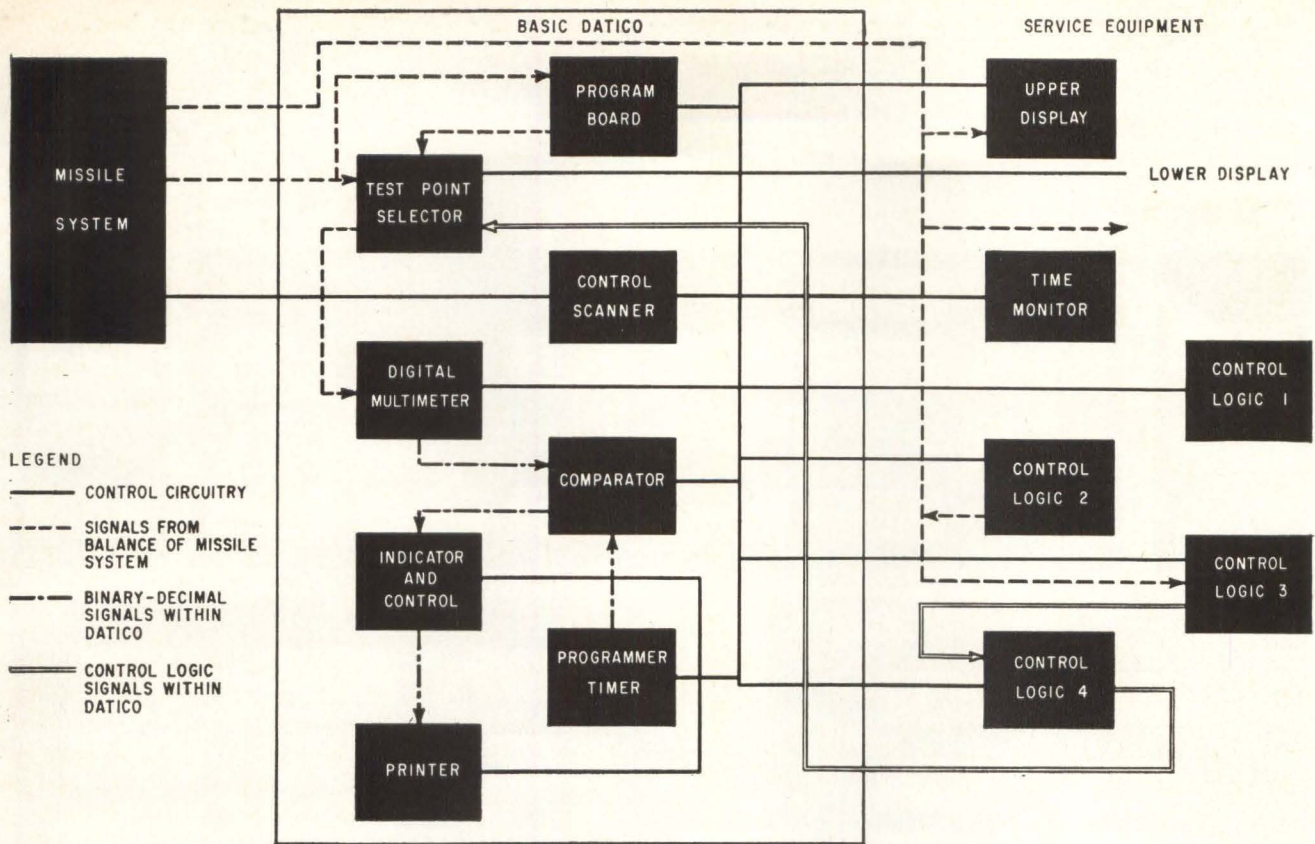 BASIC DATICO
SERVICE EQUIPMENT
MISSILE
SYSTEM
PROGRAM
BOARD
UPPER
DISPLAY
TEST POINT
SELECTOR
LOWER DISPLAY
CONTROL
SCANNER
TIME
MONITOR
DIGITAL
MULTIMETER
CONTROL
LOGIC 1
COMPARATOR
CONTROL
LOGIC 2
INDICATOR
AND
CONTROL
CONTROL
LOGIC 3
PROGRAMMER
TIMER
CONTROL
LOGIC 4
PRINTER
LEGEND
CONTROL CIRCUITRY
SIGNALS FROM
BALANCE OF MISSILE
SYSTEM
BINARY-DECIMAL
SIGNALS WITHIN
DATICO
CONTROL LOGIC
SIGNALS WITHIN
DATICO